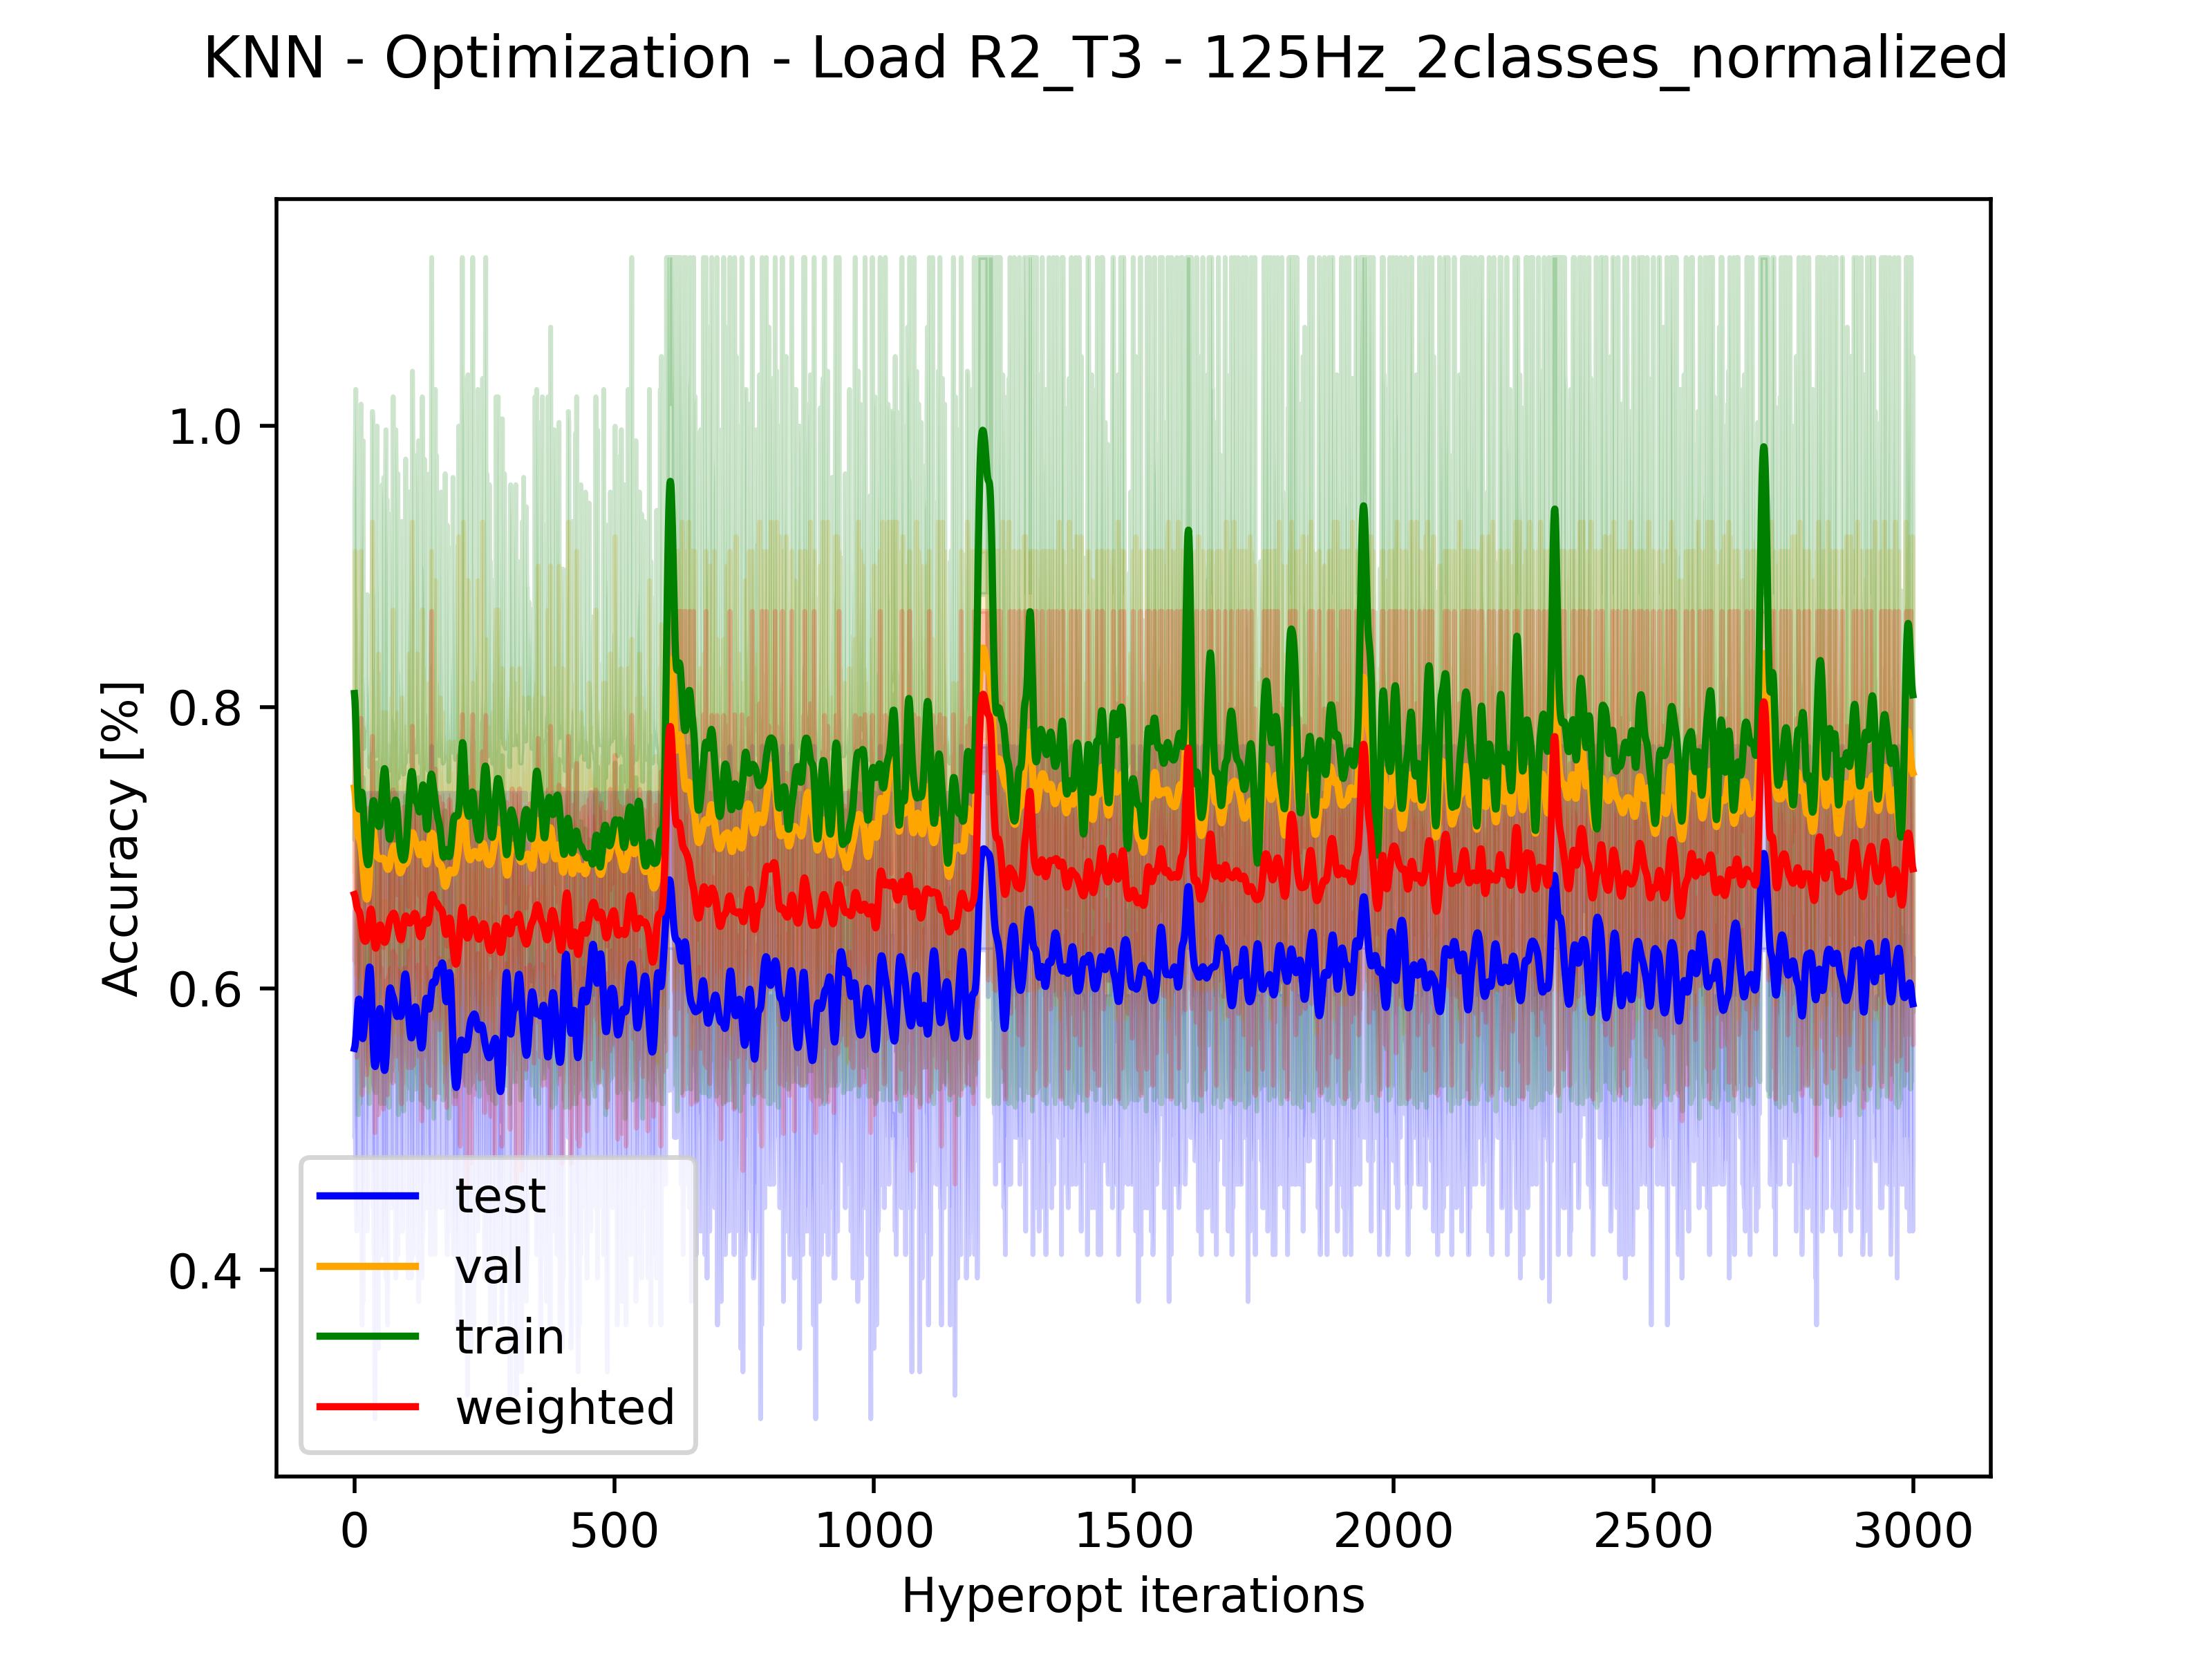 KNN - Optimization - Load R2_T3 - 125Hz_2classes_normalized
Accuracy [%]
1.0
0.8
0.6
0.4
test
val
train
weighted
0 500 1000 1500 2000 2500 3000
Hyperopt iterations